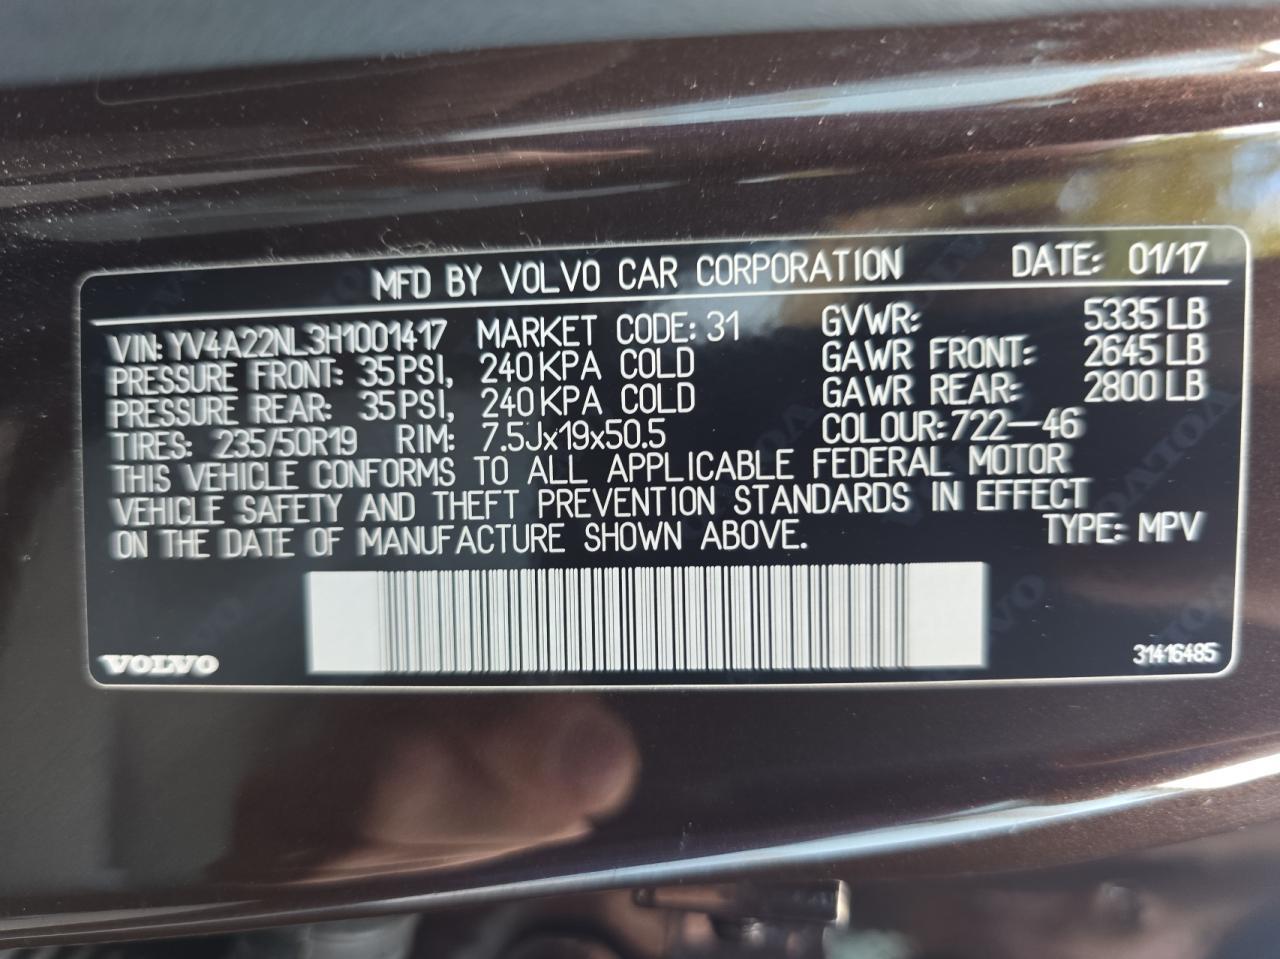 MFD BY VOLVO CAR CORPORATION DATE: 01/17
VIN: YV4A22NL3H1001417 MARKET CODE: 31 GVWR: 5335 LB
PRESSURE FRONT: 35 PSI, 240 KPA COLD GAWR FRONT: 2645 LB
PRESSURE REAR: 35 PSI, 240 KPA COLD GAWR REAR: 2800 LB
TIRES: 235/50R19 RIM: 7.5Jx19x50.5 COLOUR: 722-46
THIS VEHICLE CONFORMS TO ALL APPLICABLE FEDERAL MOTOR
VEHICLE SAFETY AND THEFT PREVENTION STANDARDS IN EFFECT
ON THE DATE OF MANUFACTURE SHOWN ABOVE. TYPE: MPV
VOLVO 31416485